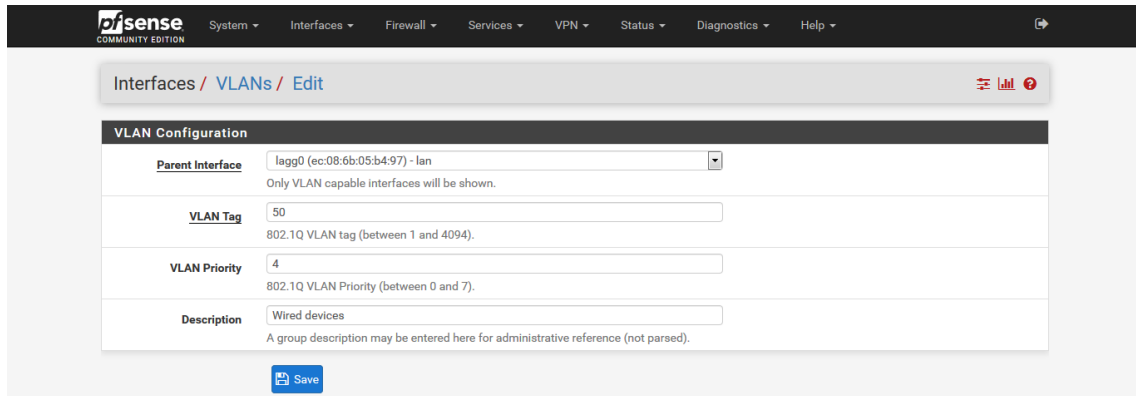 pfsense System Interfaces Firewall Services VPN Status Diagnostics Help
COMMUNITY EDITION
Interfaces / VLANs / Edit
VLAN Configuration
Parent Interface lagg0 (ec:08:6b:05:b4:97) - lan
Only VLAN capable interfaces will be shown.
VLAN Tag 50
802.1Q VLAN tag (between 1 and 4094).
VLAN Priority 4
802.1Q VLAN Priority (between 0 and 7).
Description Wired devices
A group description may be entered here for administrative reference (not parsed).
Save